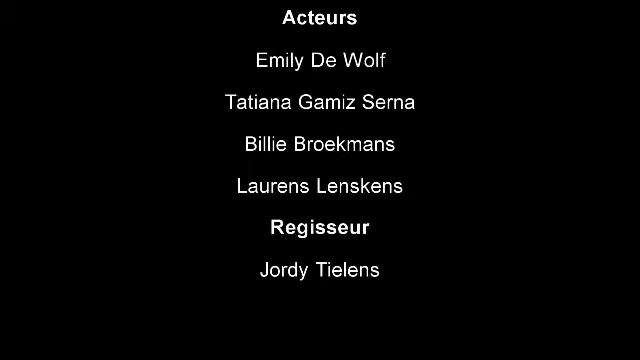 Acteurs
Emily De Wolf
Tatiana Gamiz Serna
Billie Broekmans
Laurens Lenskens
Regisseur
Jordy Tielens